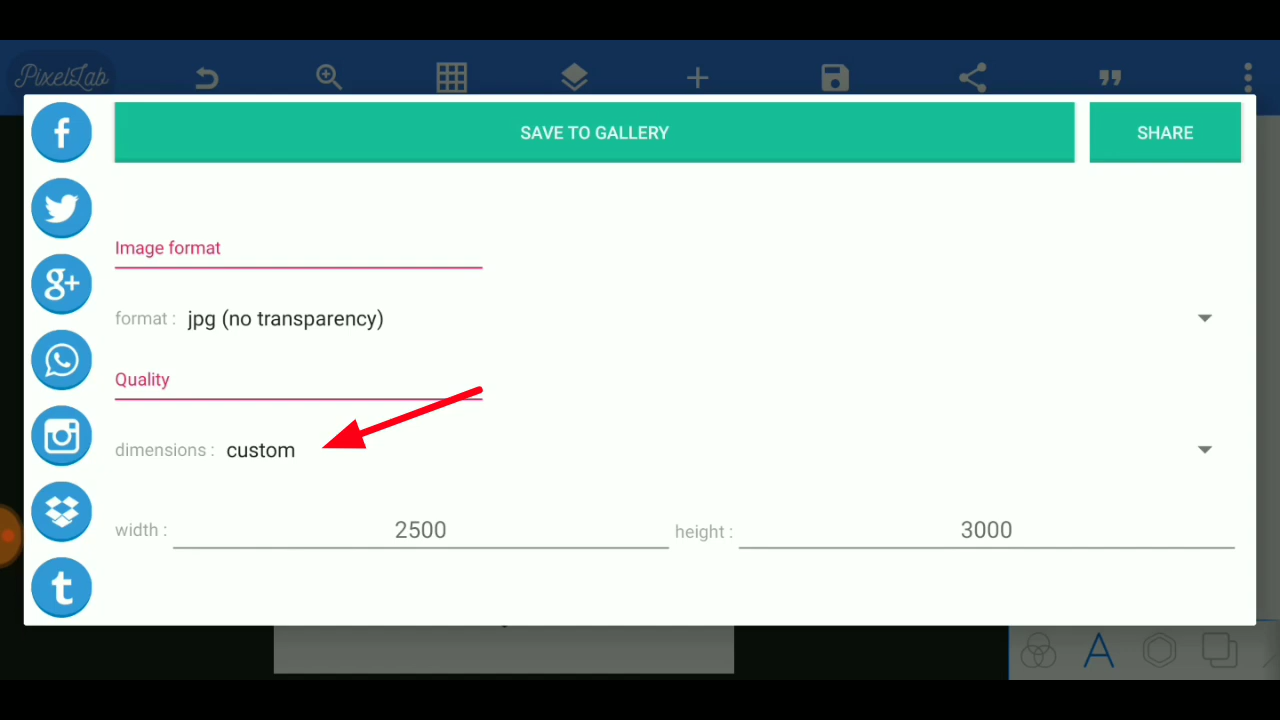 PixelLab
SAVE TO GALLERY
SHARE
Image format
format : jpg (no transparency)
Quality
dimensions : custom
width : 2500 height : 3000